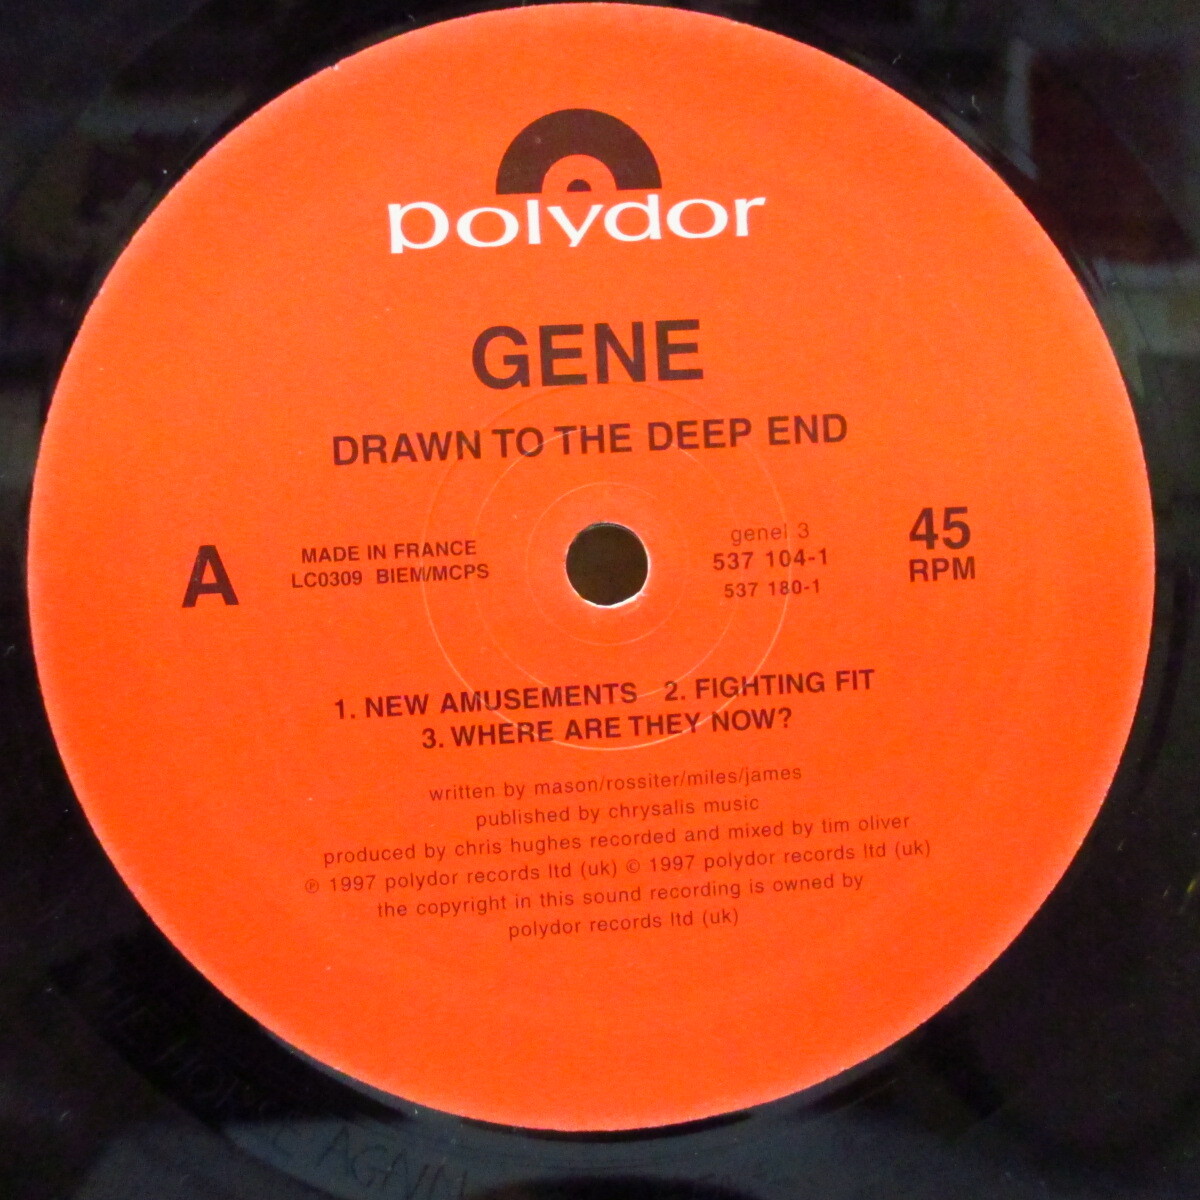 polydor
GENE
DRAWN TO THE DEEP END
A
MADE IN FRANCE
LC0309 BIEM/MCPS
genel 3
537 104-1
537 180-1
45
RPM
1. NEW AMUSEMENTS 2. FIGHTING FIT
3. WHERE ARE THEY NOW?
written by mason/rossiter/miles/james
published by chrysalis music
produced by chris hughes recorded and mixed by tim oliver
℗ 1997 polydor records ltd (uk) © 1997 polydor records ltd (uk)
the copyright in this sound recording is owned by
polydor records ltd (uk)
AGAIN